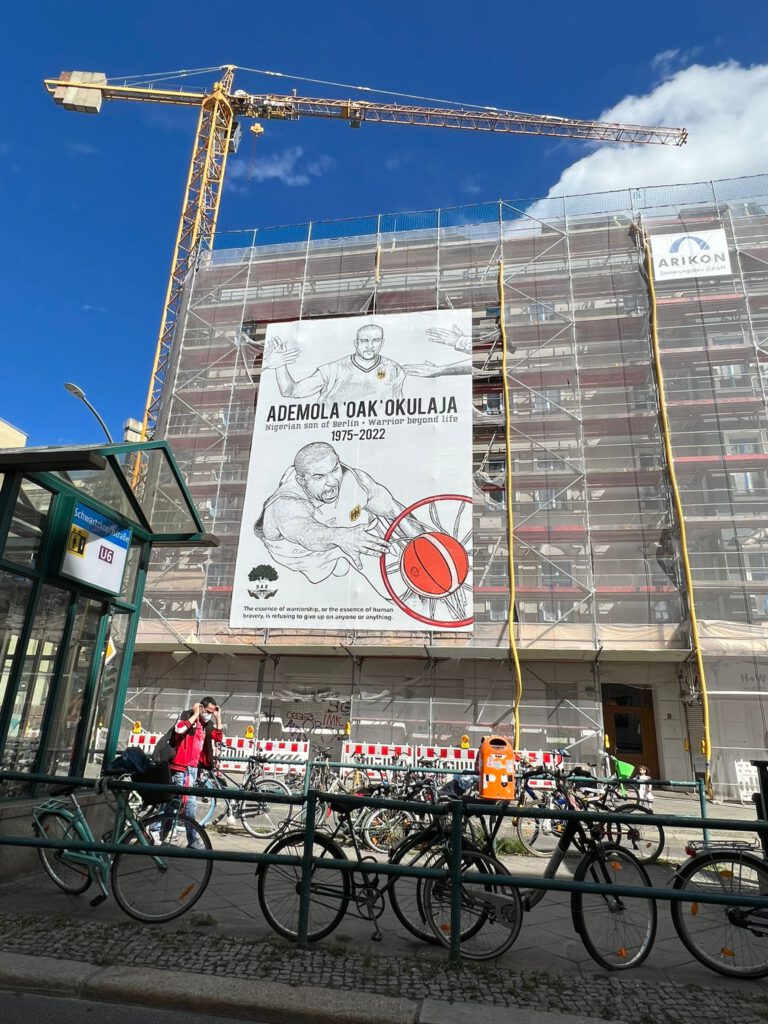 ARIKON
Sanierungsbau GmbH
ADEMOLA 'OAK' OKULAJA
Nigerian son of Berlin • Warrior beyond life
1975-2022
OAK
The essence of warriorship, or the essence of human
bravery, is refusing to give up on anyone or anything.
Schwartzkopffstraße
U6
H+W